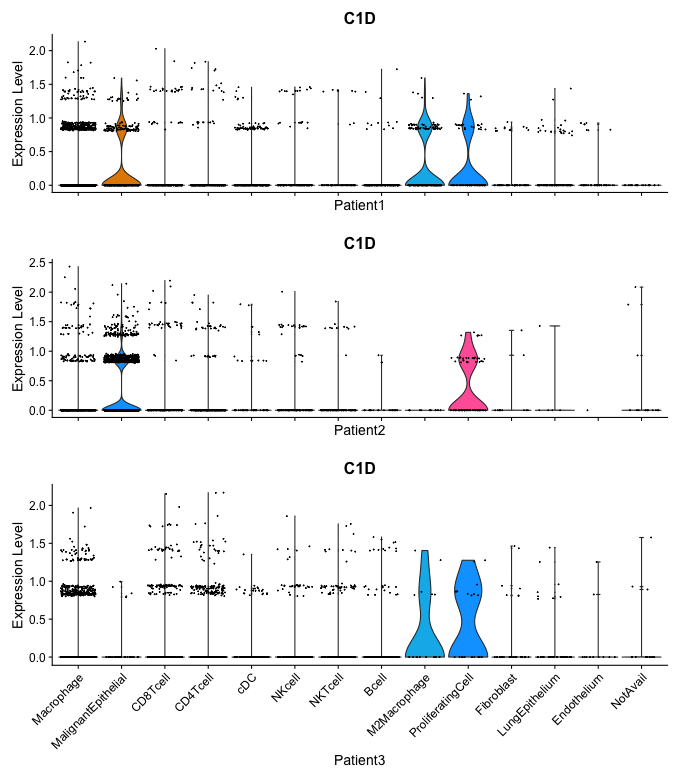 C1D
Expression Level
2.0
1.5
1.0
0.5
0.0
Patient1
C1D
Expression Level
2.5
2.0
1.5
1.0
0.5
0.0
Patient2
C1D
Expression Level
2.0
1.5
1.0
0.5
0.0
Macrophage
MalignantEpithelial
CD8Tcell
CD4Tcell
cDC
NKcell
NKTcell
Bcell
M2Macrophage
ProliferatingCell
Fibroblast
LungEpithelium
Endothelium
NotAvail
Patient3